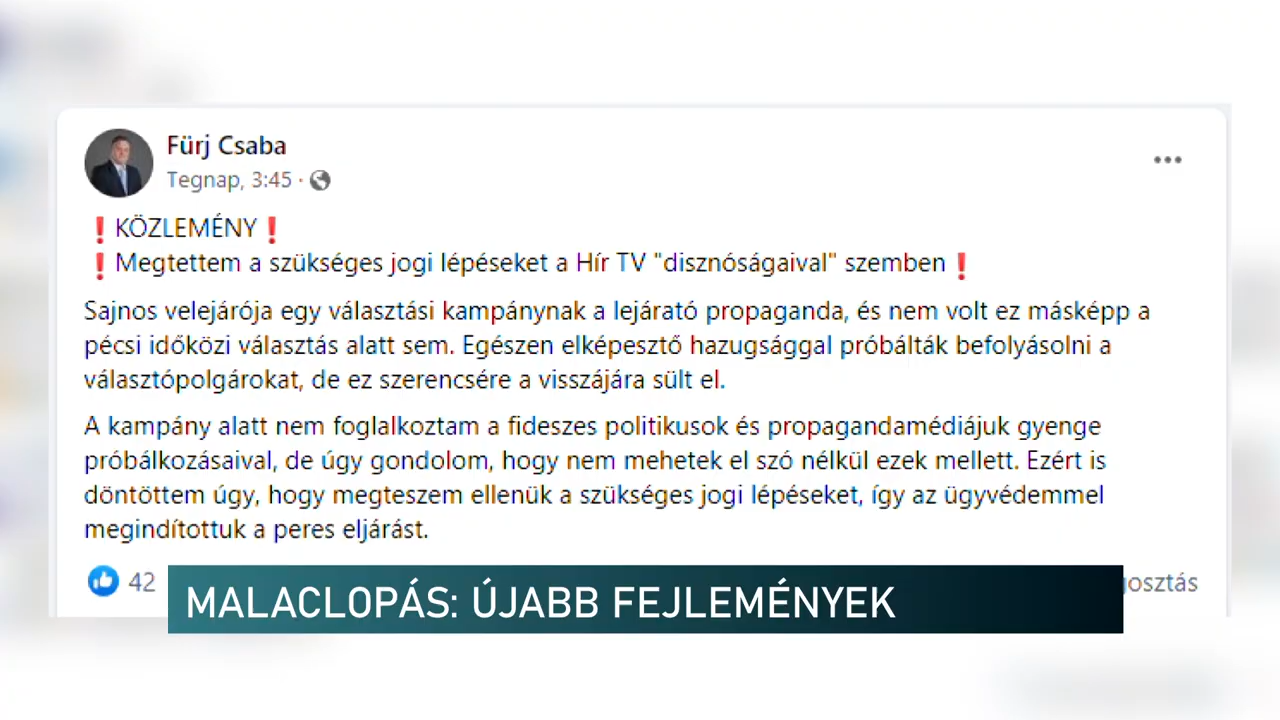 Fürj Csaba
Tegnap, 3:45 ·
❗KÖZLEMÉNY❗
❗Megtettem a szükséges jogi lépéseket a Hír TV "disznóságaival" szemben❗
Sajnos velejárója egy választási kampánynak a lejárató propaganda, és nem volt ez másképp a
pécsi időközi választás alatt sem. Egészen elképesztő hazugsággal próbálták befolyásolni a
választópolgárokat, de ez szerencsére a visszájára sült el.
A kampány alatt nem foglalkoztam a fideszes politikusok és propagandamédiájuk gyenge
próbálkozásaival, de úgy gondolom, hogy nem mehetek el szó nélkül ezek mellett. Ezért is
döntöttem úgy, hogy megteszem ellenük a szükséges jogi lépéseket, így az ügyvédemmel
megindítottuk a peres eljárást.
42
MALACLOPÁS: ÚJABB FEJLEMÉNYEK